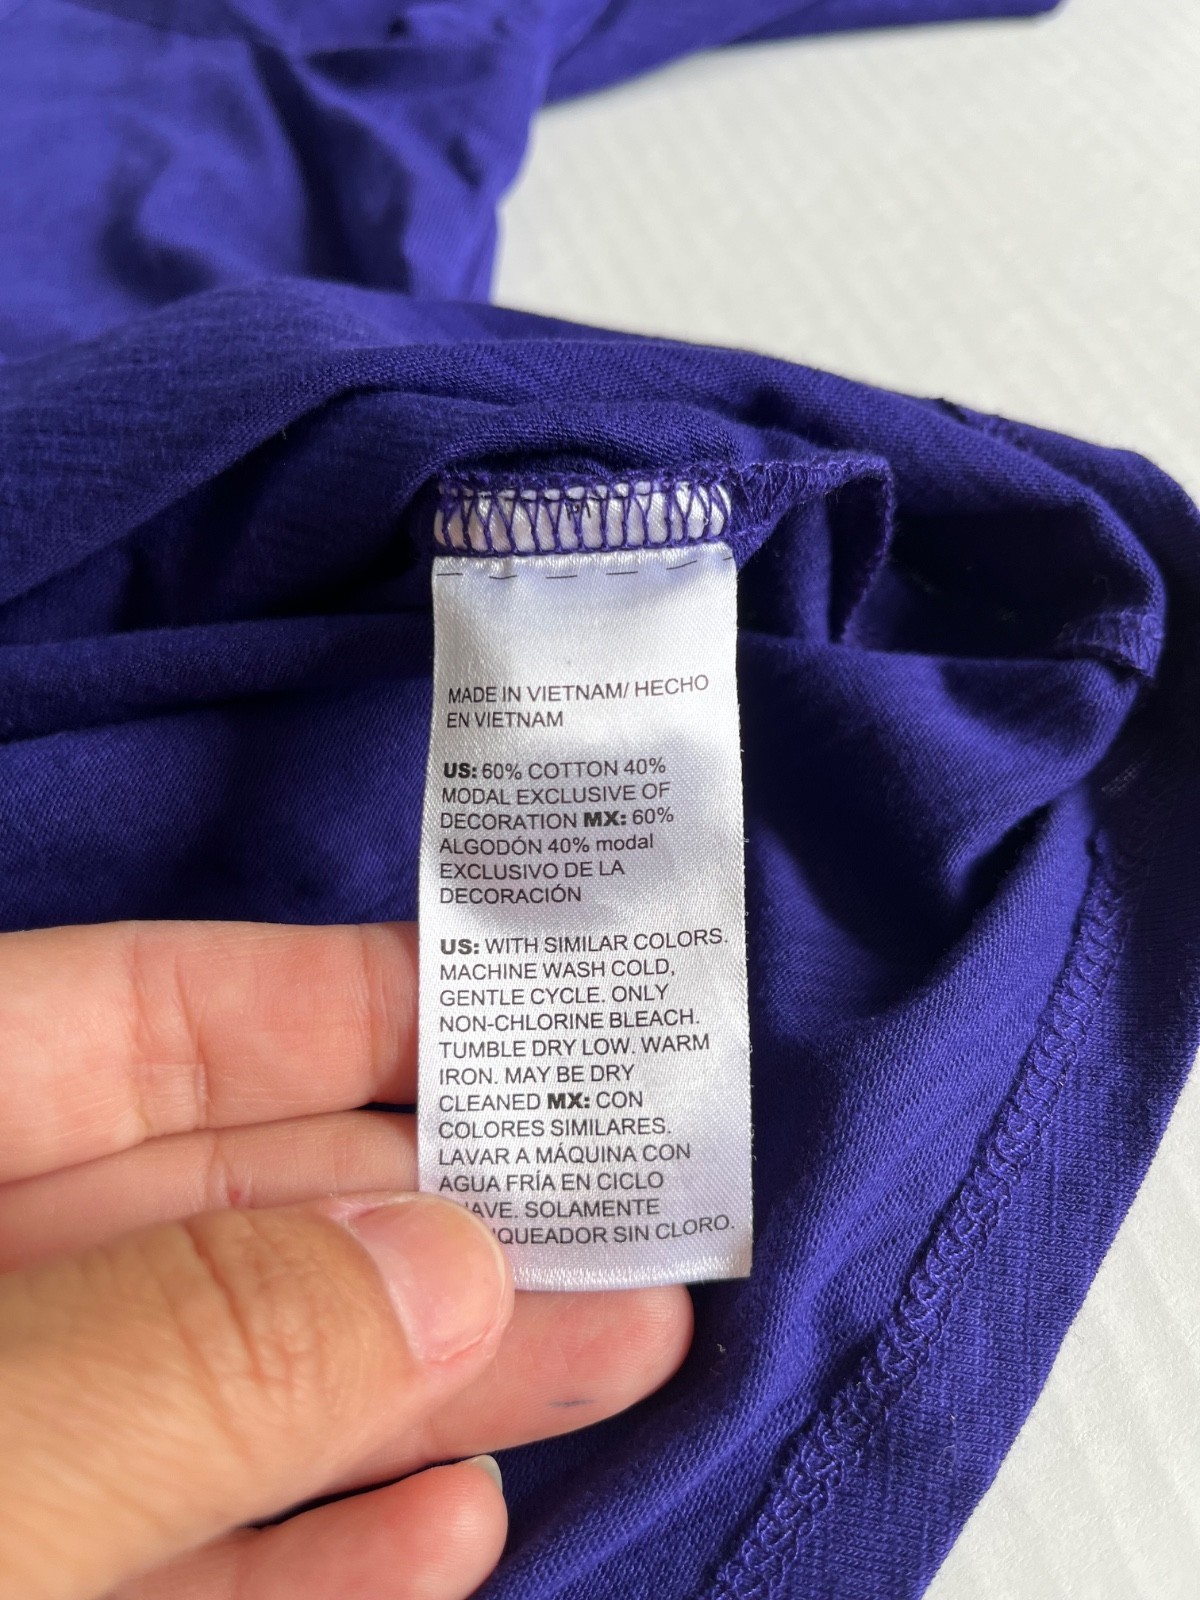 MADE IN VIETNAM/ HECHO
EN VIETNAM
US: 60% COTTON 40%
MODAL EXCLUSIVE OF
DECORATION MX: 60%
ALGODÓN 40% modal
EXCLUSIVO DE LA
DECORACIÓN
US: WITH SIMILAR COLORS.
MACHINE WASH COLD,
GENTLE CYCLE. ONLY
NON-CHLORINE BLEACH.
TUMBLE DRY LOW. WARM
IRON. MAY BE DRY
CLEANED MX: CON
COLORES SIMILARES.
LAVAR A MÁQUINA CON
AGUA FRÍA EN CICLO
SOLAMENTE
SIN CLORO.